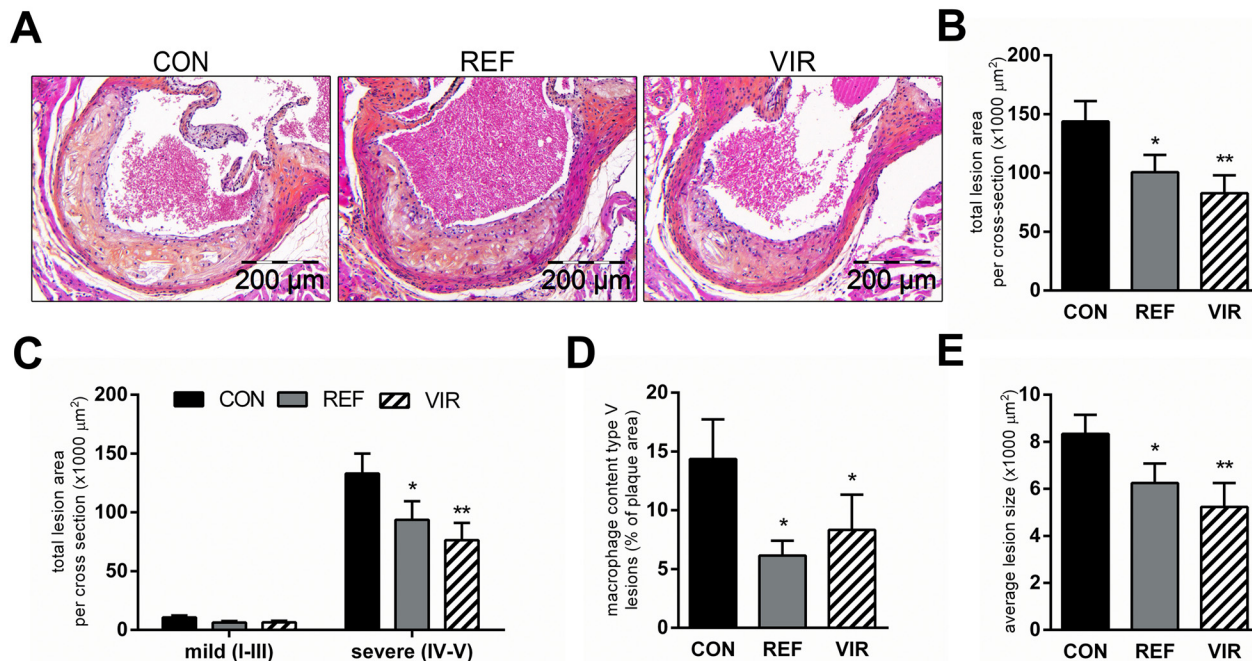 A
CON
REF
VIR
200 µm
200 µm
200 µm
B
total lesion area
per cross-section (x1000 µm²)
200
150
100
50
0
*
**
CON REF VIR
C
total lesion area
per cross section (x1000 µm²)
CON REF VIR
200
150
100
50
0
*
**
mild (I-III) severe (IV-V)
D
macrophage content type V
lesions (% of plaque area)
20
15
10
5
0
*
*
CON REF VIR
E
average lesion size (x1000 µm²)
10
8
6
4
2
0
*
**
CON REF VIR